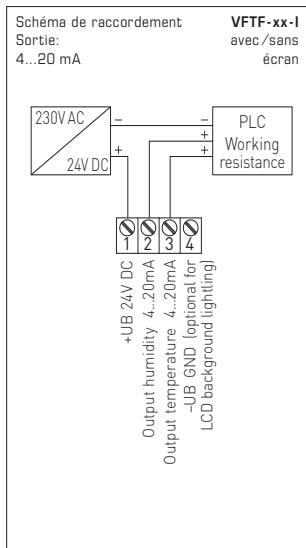 Schéma de raccordement VFTF-xx-I
Sortie: avec/sans
4...20 mA écran
230V AC
24V DC
– –
+
+ +
PLC
Working
resistance
1 2 3 4
+UB 24V DC
Output humidity 4...20mA
Output temperature 4...20mA
–UB GND (optional for
LCD background lightling)